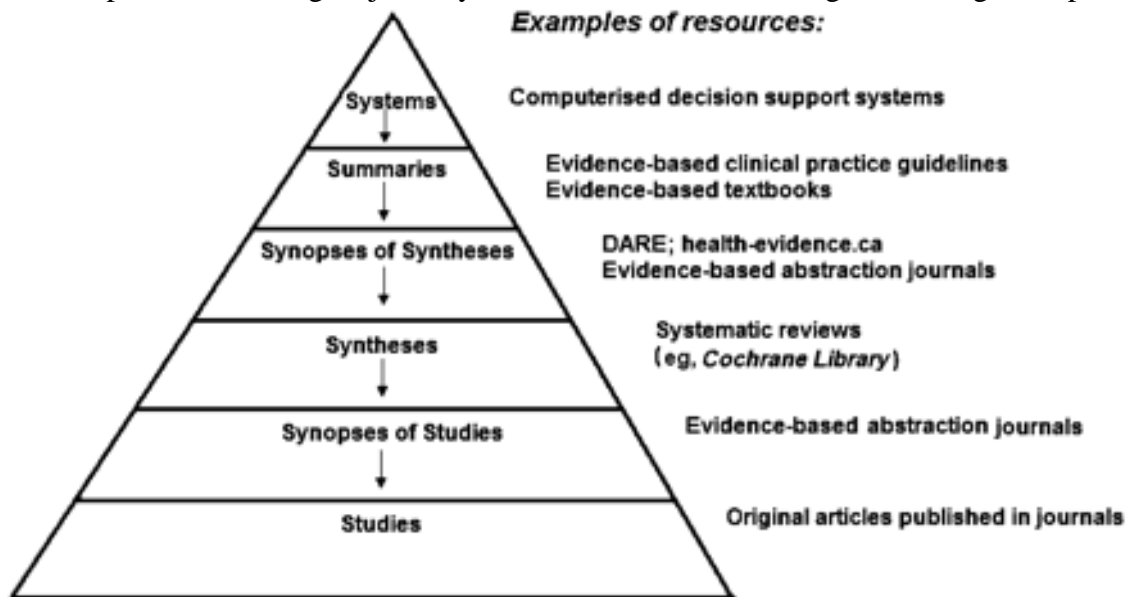 Examples of resources:
Systems
Computerised decision support systems
Summaries
Evidence-based clinical practice guidelines
Evidence-based textbooks
Synopses of Syntheses
DARE; health-evidence.ca
Evidence-based abstraction journals
Syntheses
Systematic reviews
(eg, Cochrane Library)
Synopses of Studies
Evidence-based abstraction journals
Studies
Original articles published in journals